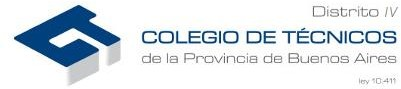 Distrito IV
COLEGIO DE TÉCNICOS
de la Provincia de Buenos Aires
ley 10.411